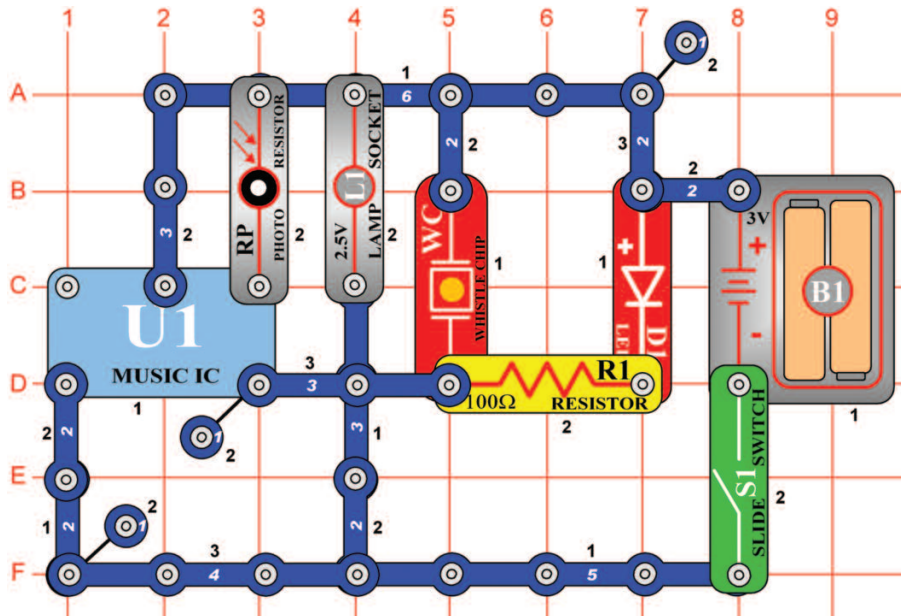 1 2 3 4 5 6 7 8 9
1
2
A
1
6
RP
PHOTO RESISTOR
2
2.5V
LAMP SOCKET
L1
2
2
2
3
2
2
2
B
3
2
WC
WHISTLE CHIP
1
+
D1
LED
1
3V
+
-
B1
1
C
U1
MUSIC IC
1
D
3
3
R1
100Ω
RESISTOR
2
2
2
1
2
3
1
S1
SLIDE SWITCH
2
E
1
2
1
2
2
2
F
3
4
1
5